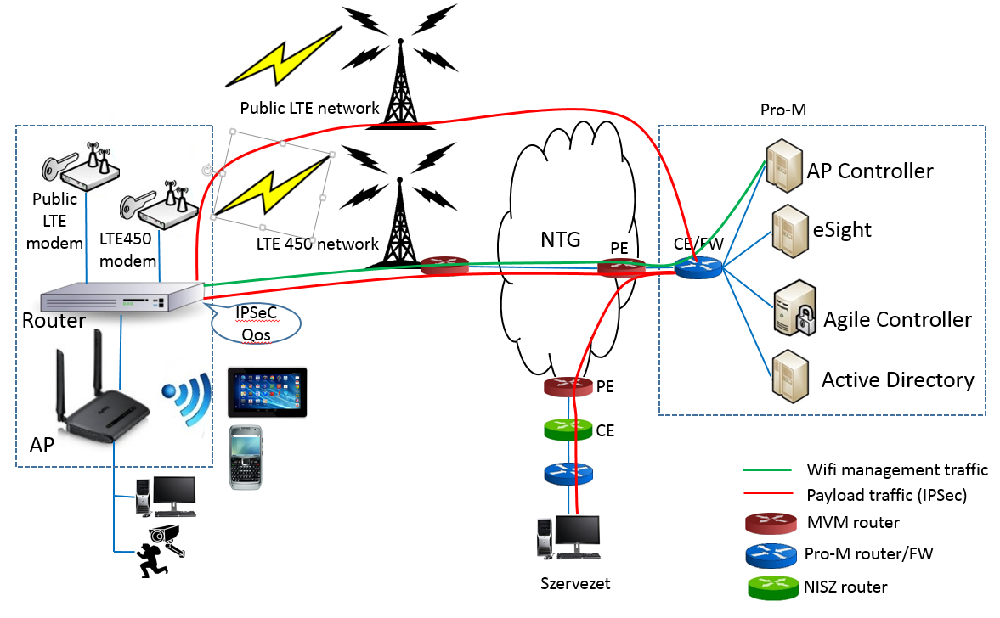 Public LTE network
Pro-M
Public
LTE
modem
LTE450
modem
LTE 450 network
NTG
PE
CE/FW
AP Controller
eSight
Agile Controller
Active Directory
Router
IPSeC
Qos
AP
PE
CE
Szervezet
Wifi management traffic
Payload traffic (IPSec)
MVM router
Pro-M router/FW
NISZ router